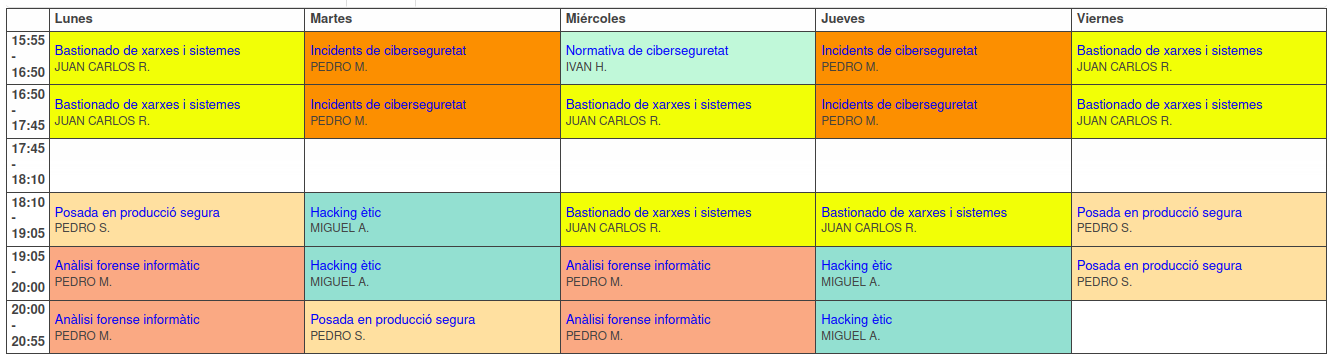 Lunes Martes Miércoles Jueves Viernes
15:55
-
16:50
Bastionado de xarxes i sistemes Incidents de ciberseguretat Normativa de ciberseguretat Incidents de ciberseguretat Bastionado de xarxes i sistemes
JUAN CARLOS R. PEDRO M. IVAN H. PEDRO M. JUAN CARLOS R.
16:50
-
17:45
Bastionado de xarxes i sistemes Incidents de ciberseguretat Bastionado de xarxes i sistemes Incidents de ciberseguretat Bastionado de xarxes i sistemes
JUAN CARLOS R. PEDRO M. JUAN CARLOS R. PEDRO M. JUAN CARLOS R.
17:45
-
18:10
18:10
-
19:05
Posada en producció segura Hacking ètic Bastionado de xarxes i sistemes Bastionado de xarxes i sistemes Posada en producció segura
PEDRO S. MIGUEL A. JUAN CARLOS R. JUAN CARLOS R. PEDRO S.
19:05
-
20:00
Anàlisi forense informàtic Hacking ètic Anàlisi forense informàtic Hacking ètic Posada en producció segura
PEDRO M. MIGUEL A. PEDRO M. MIGUEL A. PEDRO S.
20:00
-
20:55
Anàlisi forense informàtic Posada en producció segura Anàlisi forense informàtic Hacking ètic
PEDRO M. PEDRO S. PEDRO M. MIGUEL A.